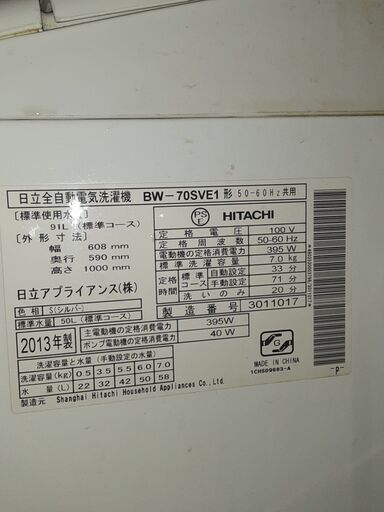 日立全自動電気洗濯機 BW-70SVE1 形 50-60Hz共用
[標準使用水
91L (標準コース)
[外形寸法]
幅 608 mm
奥行 590 mm
高さ 1000 mm
日立アプライアンス(株)
色相 S(シルバー)
標準水量 50L (標準コース)
PS
E
HITACHI
定格電圧 100 V
定格周波数 50-60 Hz
電動機の定格消費電力 395 W
標準洗濯容量 7.0 kg
定格時間 標準コース 自動設定 33 分
手動設定 71 分
洗いのみ 20 分
製造番号 3011017
2013年製
主電動機の定格消費電力 395W
ポンプ電動機の定格消費電力 40 W
洗濯容量と水量 (手動設定の水量)
洗濯容量(kg) 0.5 3.5 5.5 6.0 7.0
水量(L) 22 32 42 50 58
製造元 Shanghai Hitachi Household Appliances Co., Ltd.
MADE IN CHINA
1CHS09683-A
-P-